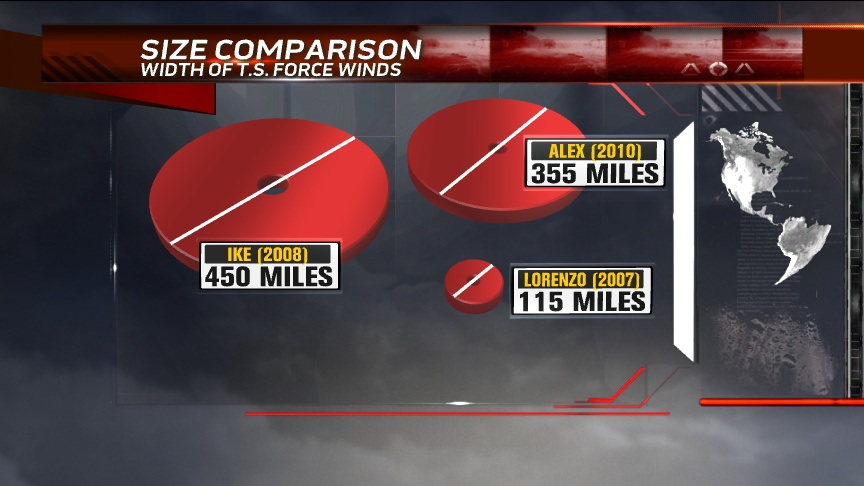 SIZE COMPARISON
WIDTH OF T.S. FORCE WINDS
ALEX (2010)
355 MILES
IKE (2008)
450 MILES
LORENZO (2007)
115 MILES